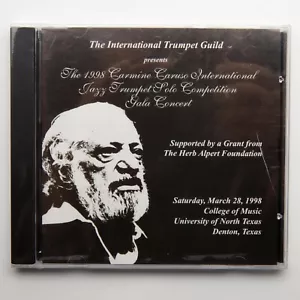 The International Trumpet Guild
presents
The 1998 Carmine Caruso International
Jazz Trumpet Solo Competition
Gala Concert
Supported by a Grant from
The Herb Alpert Foundation
Saturday, March 28, 1998
College of Music
University of North Texas
Denton, Texas